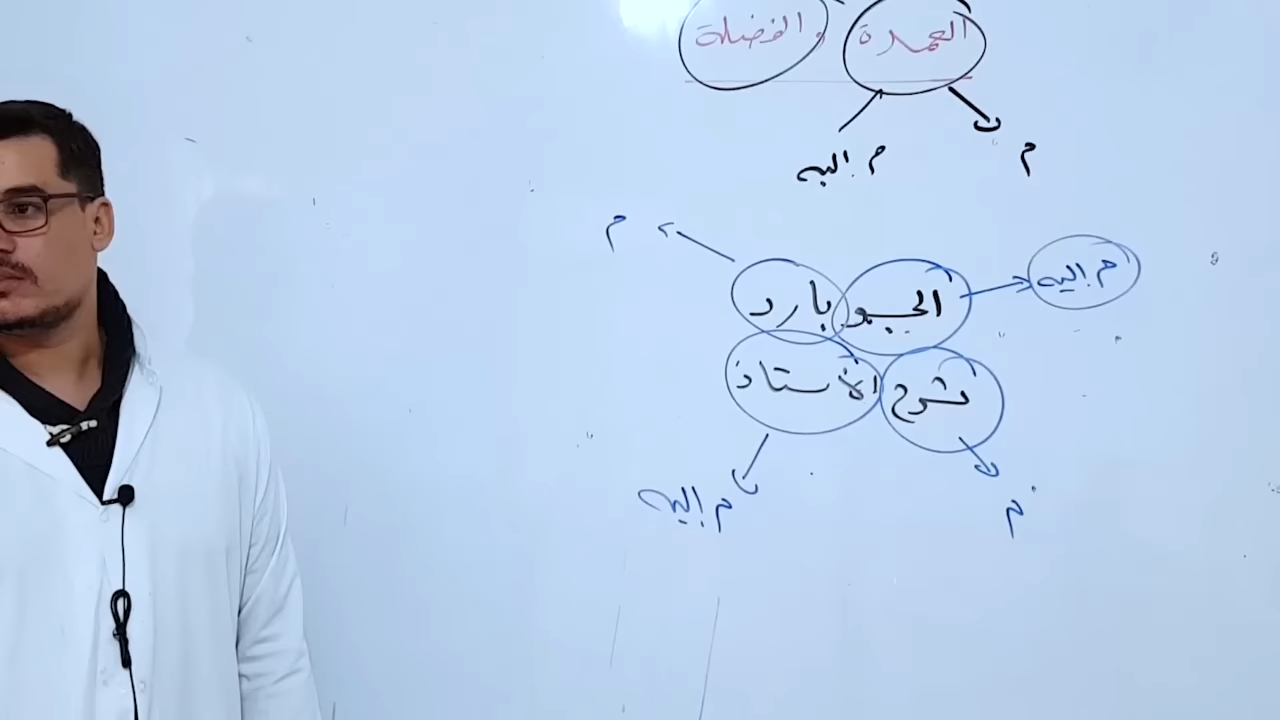 العمدة . الفضلة
م م إليه
م إليه
الجو بارد م
شرح الأستاذ
م م إليه